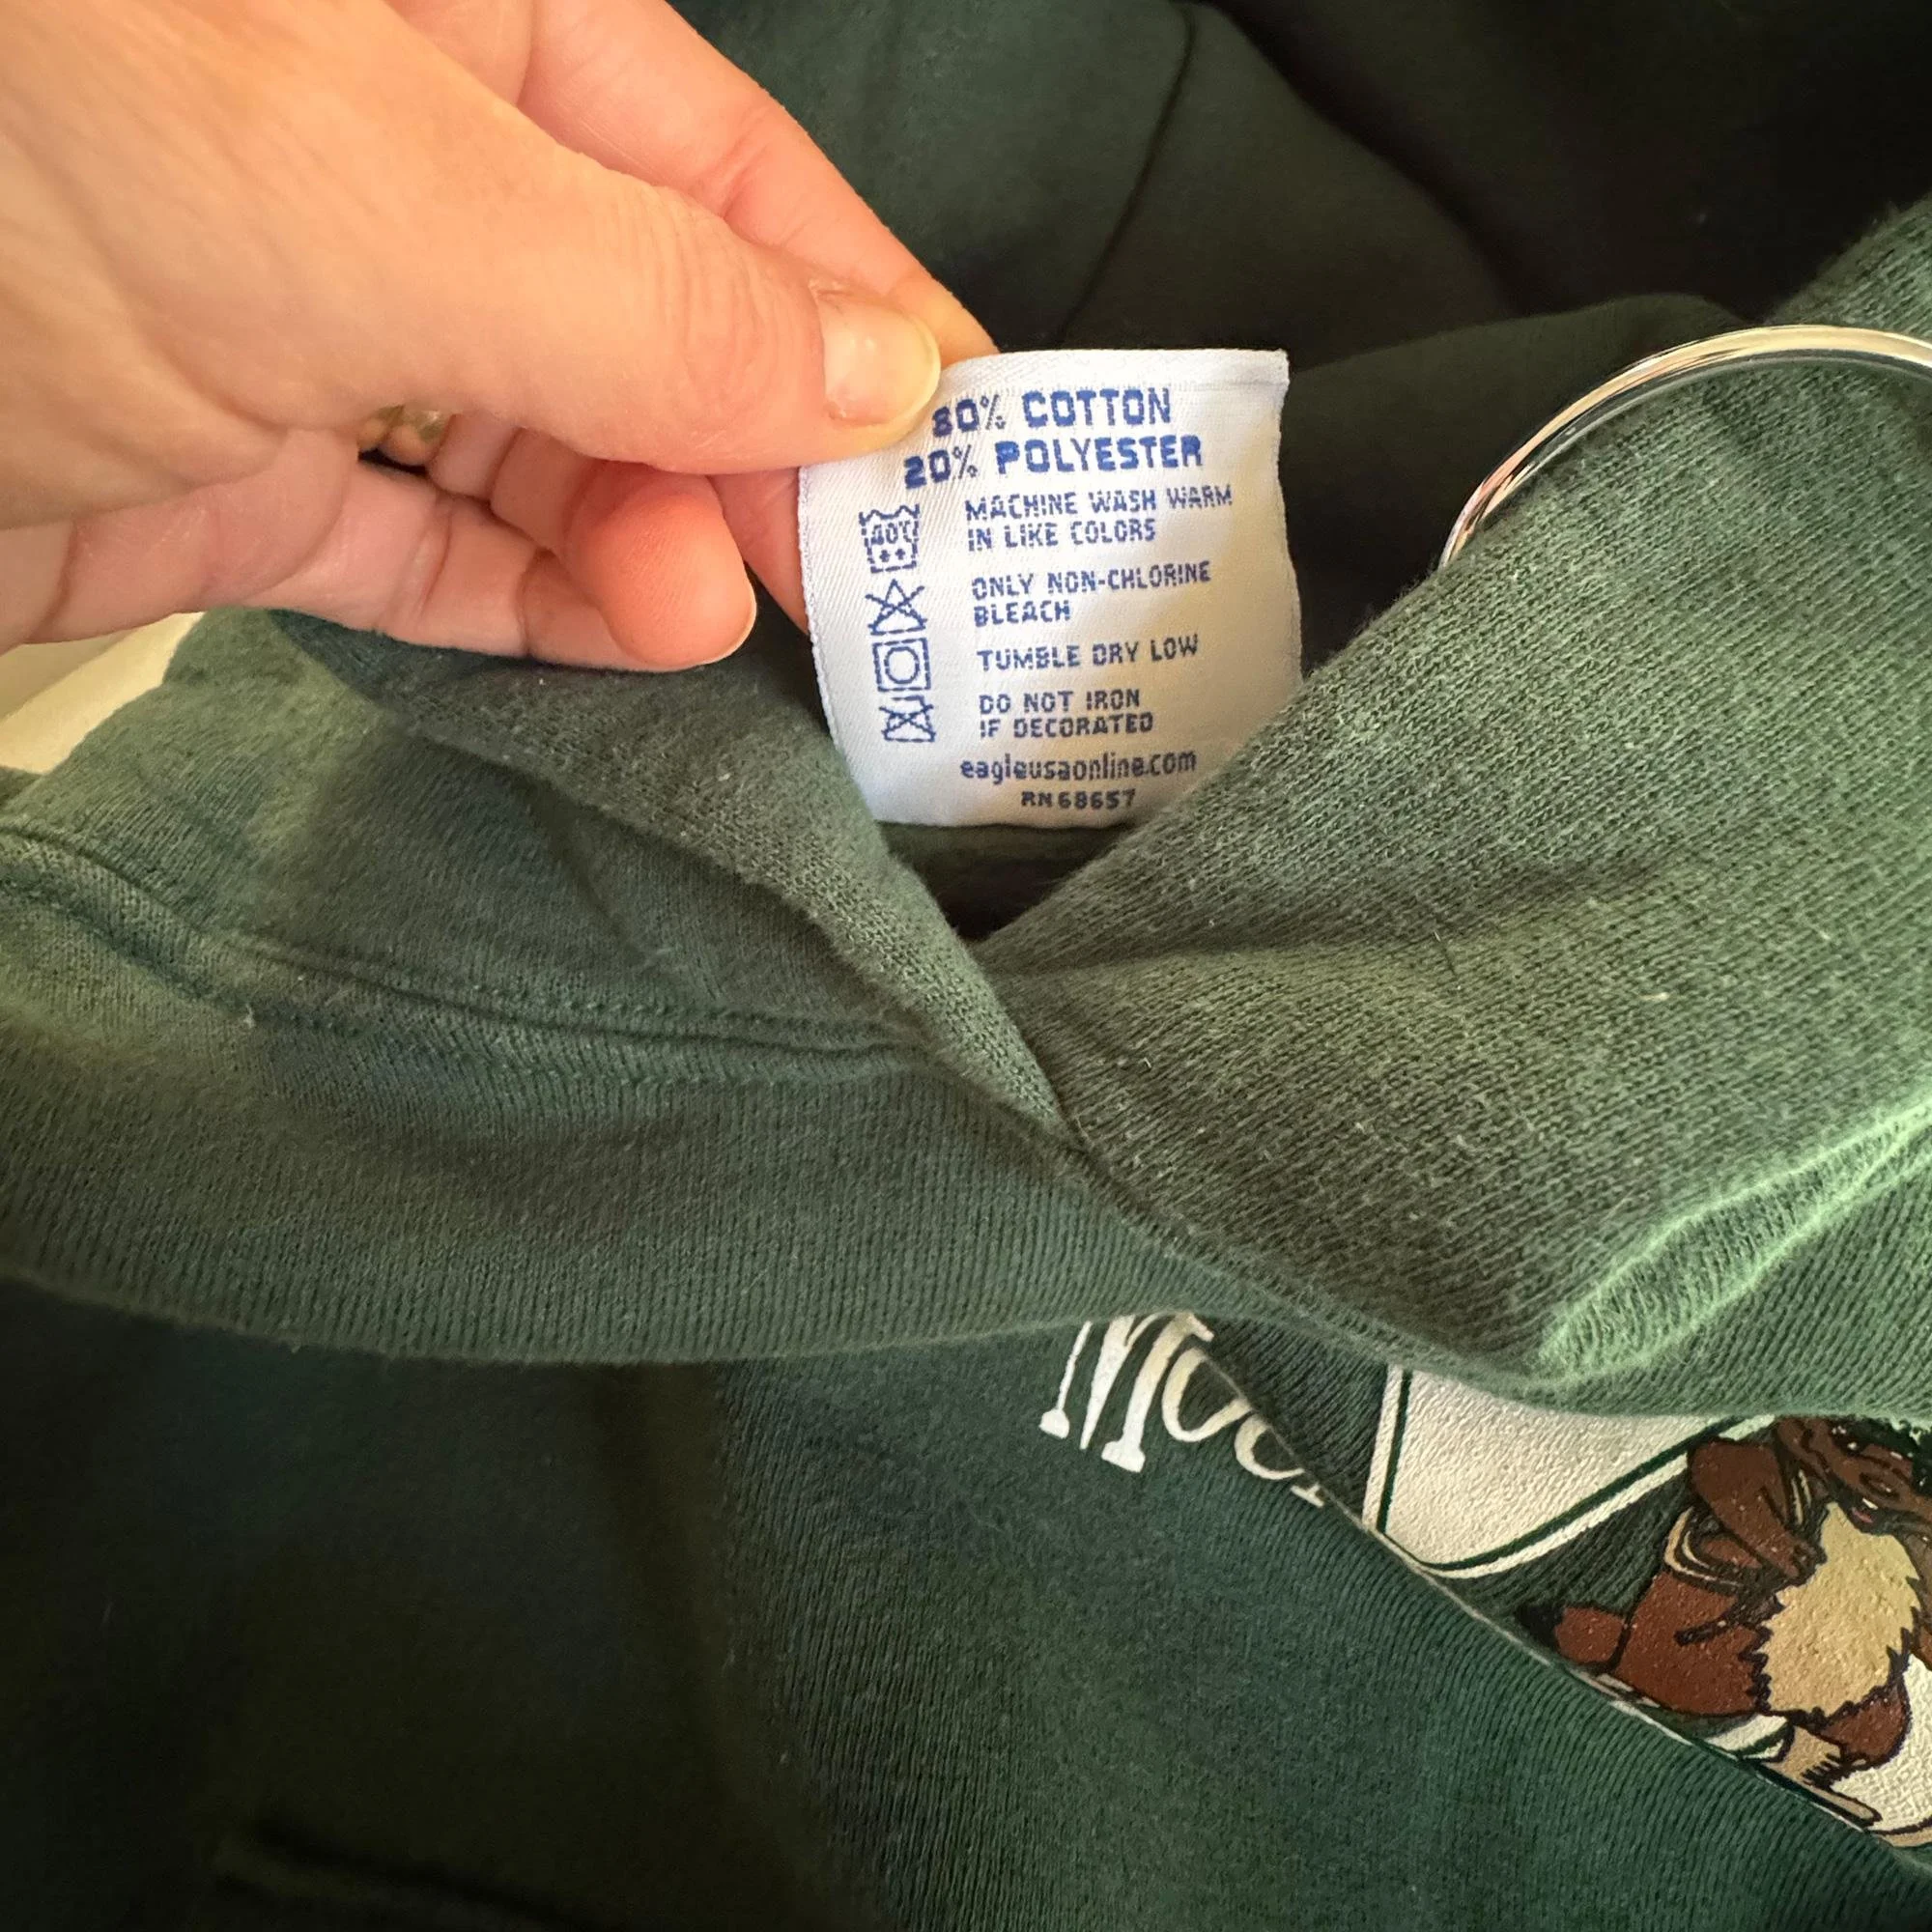 80% COTTON
20% POLYESTER
40°C
MACHINE WASH WARM
IN LIKE COLORS
ONLY NON-CHLORINE
BLEACH
TUMBLE DRY LOW
DO NOT IRON
IF DECORATED
eagleusaonline.com
RN68657